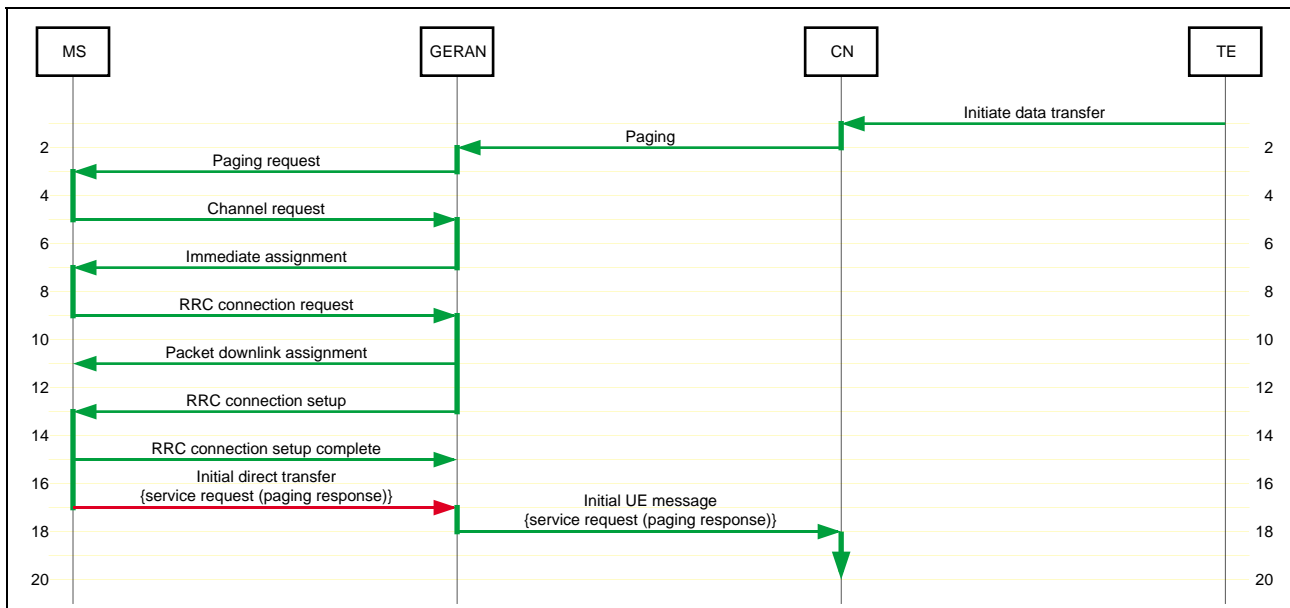 MS
GERAN
CN
TE
Initiate data transfer
2
Paging
2
Paging request
4
4
Channel request
6
6
Immediate assignment
8
8
RRC connection request
10
10
Packet downlink assignment
12
12
RRC connection setup
14
14
RRC connection setup complete
16
16
Initial direct transfer
{service request (paging response)}
Initial UE message
{service request (paging response)}
18
18
20
20